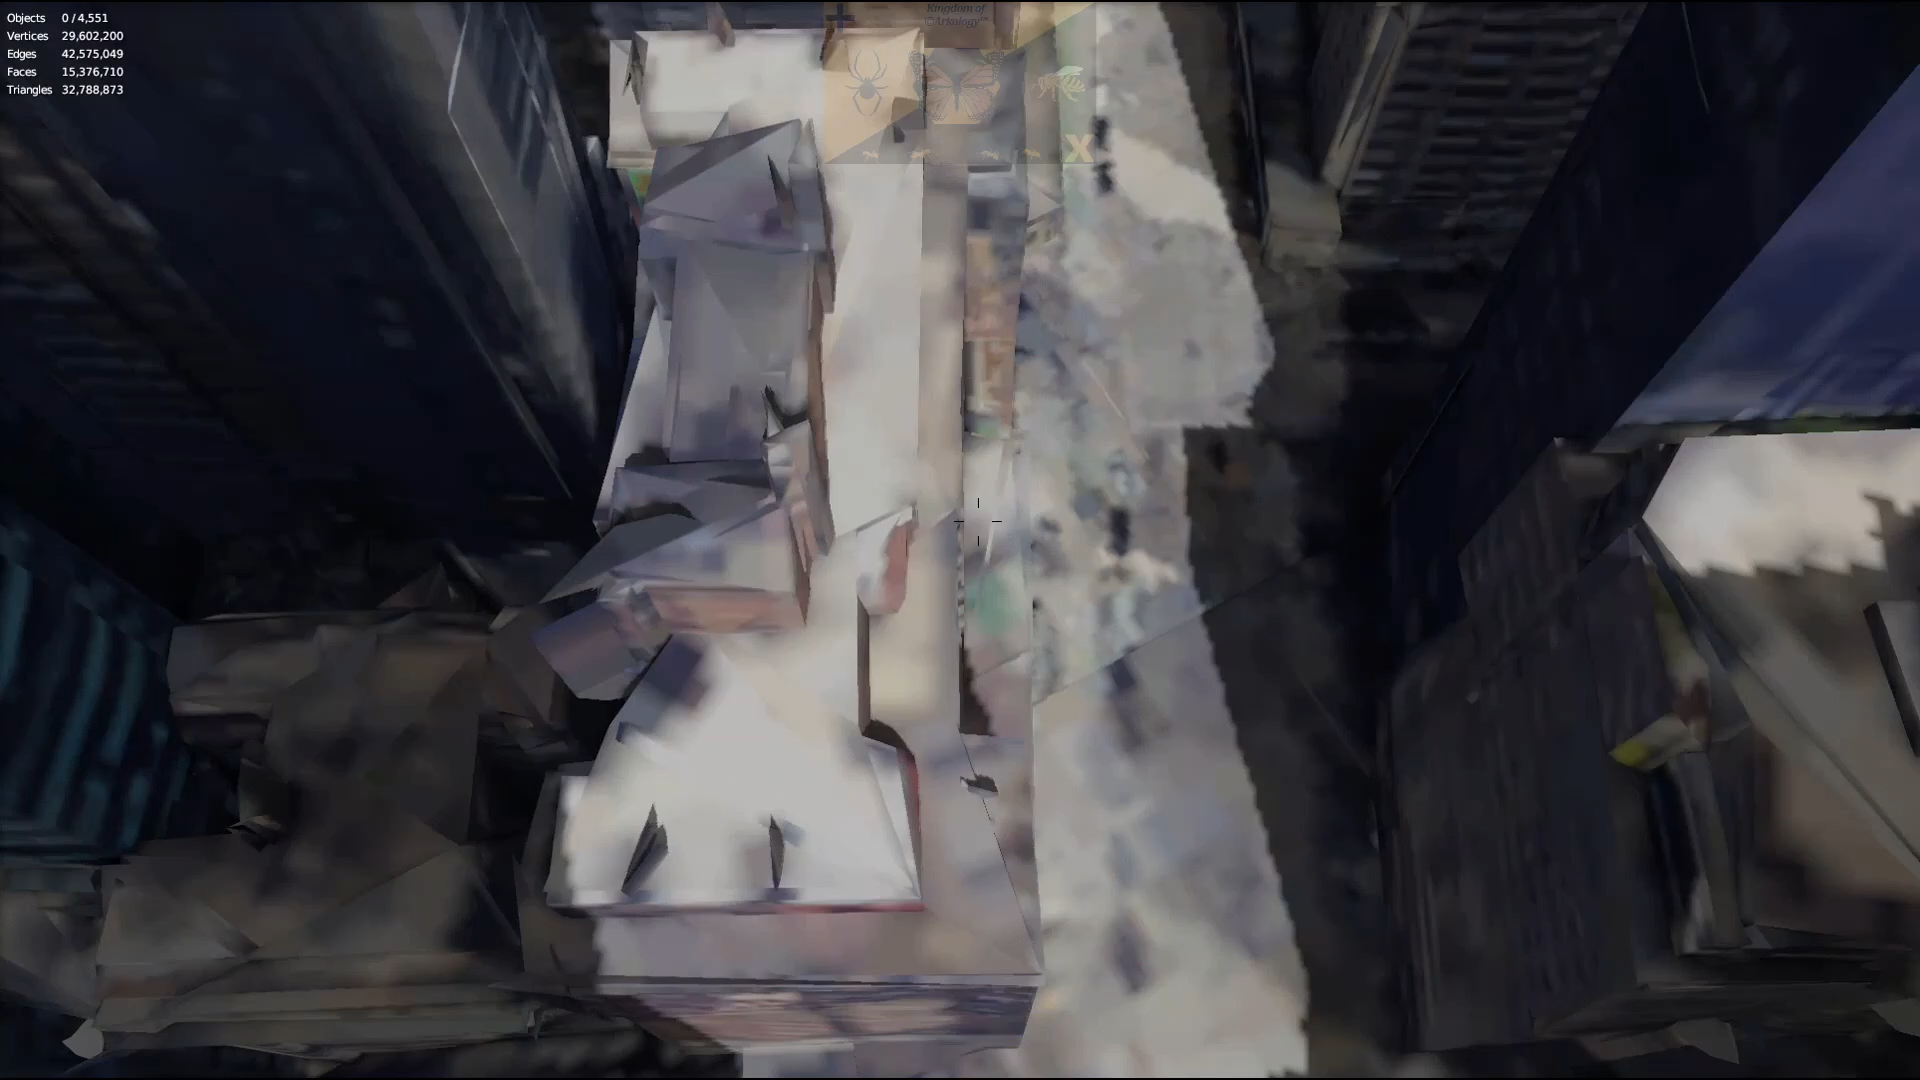 Objects 0 / 4,551
Vertices 29,602,200
Edges 42,575,049
Faces 15,376,710
Triangles 32,788,873
Kingdom of
©Arkology™
X